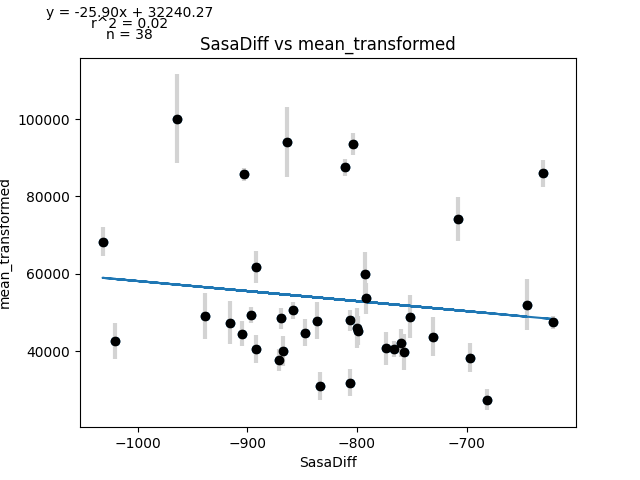 y = -25.90x + 32240.27
r^2 = 0.02
n = 38
SasaDiff vs mean_transformed
100000
80000
60000
40000
mean_transformed
−1000
−900
−800
−700
SasaDiff